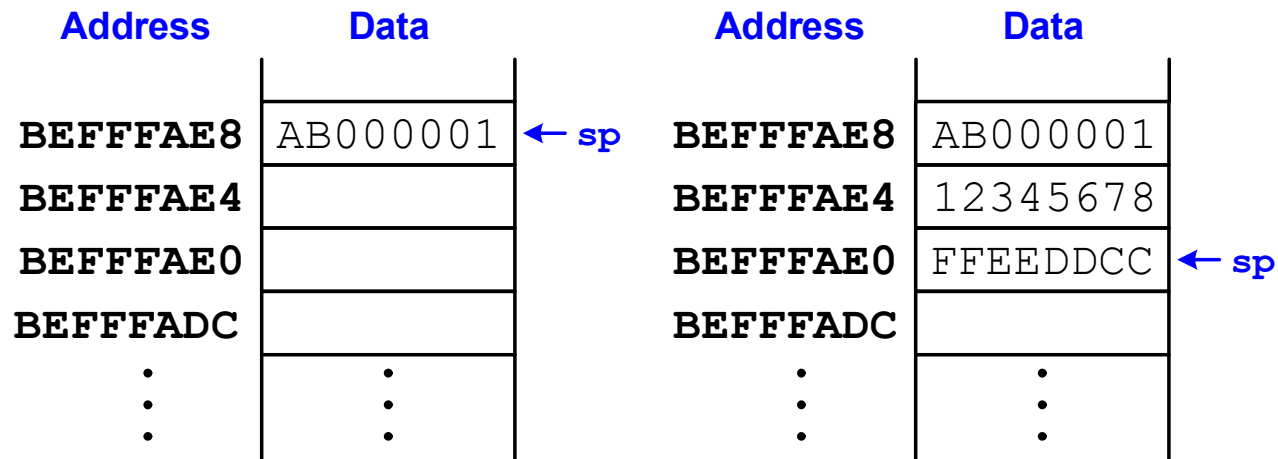 Address Data Address Data
BEFFFAE8 AB000001 sp BEFFFAE8 AB000001
BEFFFAE4 BEFFFAE4 12345678
BEFFFAE0 BEFFFAE0 FFEEDDCC sp
BEFFFADC BEFFFADC